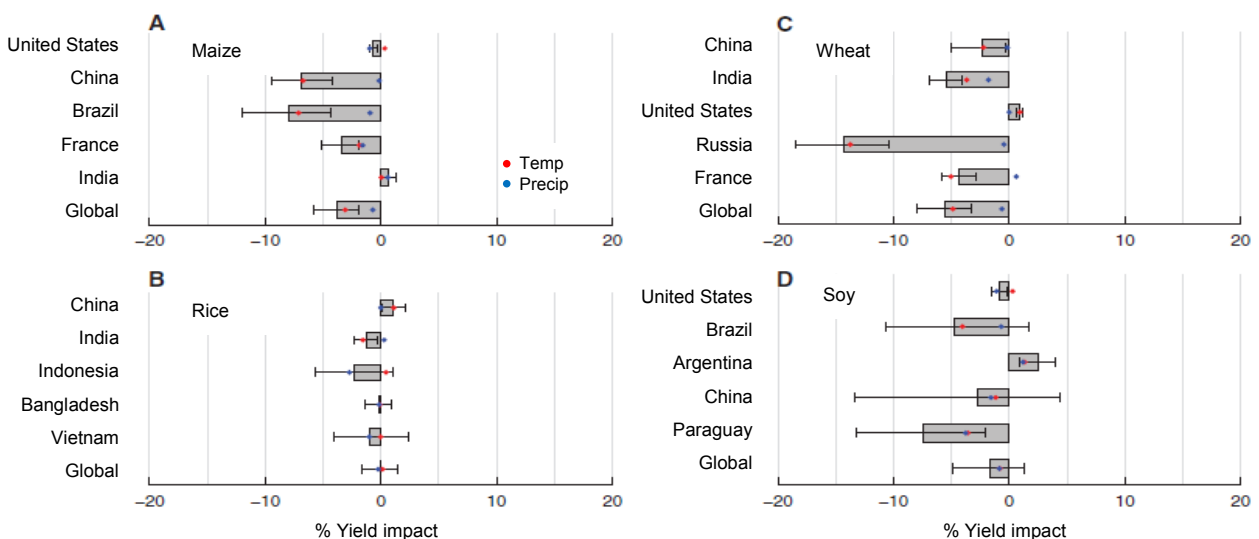 A
Maize
United States
China
Brazil
France
India
Global
Temp
Precip
−20 −10 0 10 20
B
Rice
China
India
Indonesia
Bangladesh
Vietnam
Global
−20 −10 0 10 20
% Yield impact
C
Wheat
China
India
United States
Russia
France
Global
−20 −10 0 10 20
D
Soy
United States
Brazil
Argentina
China
Paraguay
Global
−20 −10 0 10 20
% Yield impact